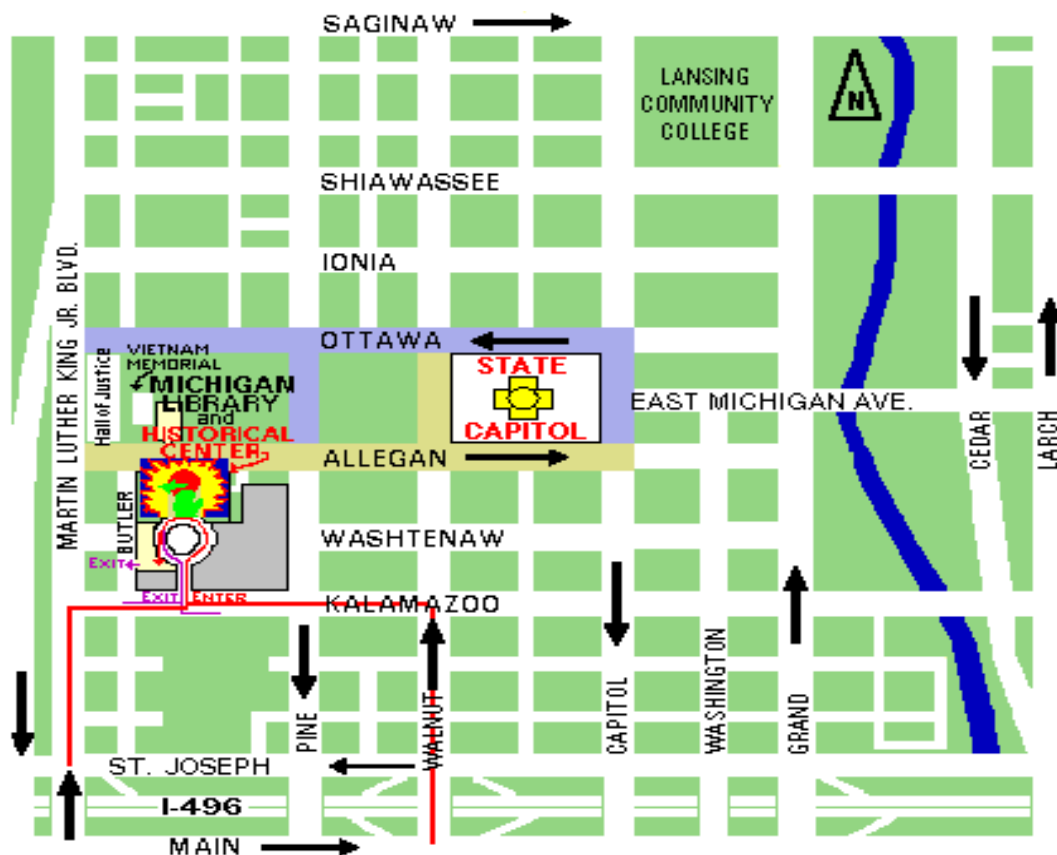 SAGINAW
LANSING
COMMUNITY
COLLEGE
N
SHIAWASSEE
IONIA
MARTIN LUTHER KING JR. BLVD.
OTTAWA
VIETNAM
MEMORIAL
Hall of Justice
MICHIGAN
LIBRARY
and
HISTORICAL
CENTER
STATE
CAPITOL
EAST MICHIGAN AVE.
CEDAR
LARCH
ALLEGAN
BUTLER
WASHTENAW
EXIT
EXIT
ENTER
KALAMAZOO
PINE
WALNUT
CAPITOL
WASHINGTON
GRAND
ST. JOSEPH
I-496
MAIN